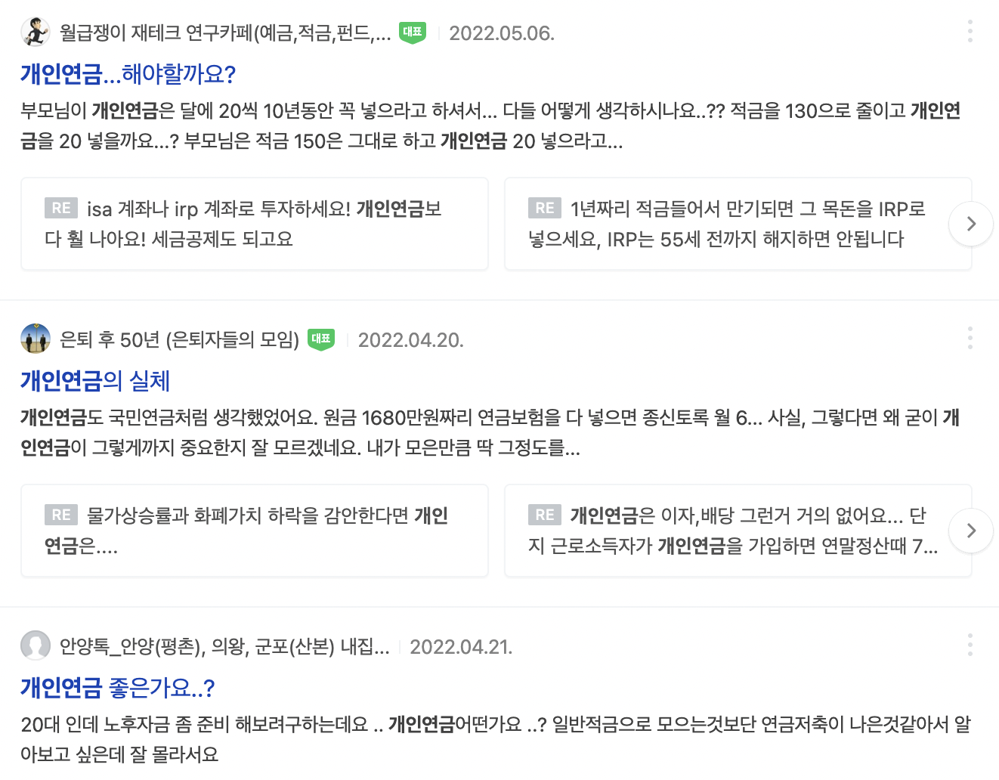 월급쟁이 재테크 연구카페(예금,적금,펀드,... 대표 2022.05.06.
개인연금...해야할까요?
부모님이 개인연금은 달에 20씩 10년동안 꼭 넣으라고 하셔서... 다들 어떻게 생각하시나요..?? 적금을 130으로 줄이고 개인연
금을 20 넣을까요...? 부모님은 적금 150은 그대로 하고 개인연금 20 넣으라고...
RE isa 계좌나 irp 계좌로 투자하세요! 개인연금보
다 훨 나아요! 세금공제도 되고요
RE 1년짜리 적금들어서 만기되면 그 목돈을 IRP로
넣으세요, IRP는 55세 전까지 해지하면 안됩니다
은퇴 후 50년 (은퇴자들의 모임) 대표 2022.04.20.
개인연금의 실체
개인연금도 국민연금처럼 생각했었어요. 원금 1680만원짜리 연금보험을 다 넣으면 종신토록 월 6... 사실, 그렇다면 왜 굳이 개
인연금이 그렇게까지 중요한지 잘 모르겠네요. 내가 모은만큼 딱 그정도를...
RE 물가상승률과 화폐가치 하락을 감안한다면 개인
연금은....
RE 개인연금은 이자,배당 그런거 거의 없어요... 단
지 근로소득자가 개인연금을 가입하면 연말정산때 7...
안양톡_안양(평촌), 의왕, 군포(산본) 내집... 2022.04.21.
개인연금 좋은가요..?
20대 인데 노후자금 좀 준비 해보려구하는데요 .. 개인연금어떤가요 ..? 일반적금으로 모으는것보단 연금저축이 나은것같아서 알
아보고 싶은데 잘 몰라서요